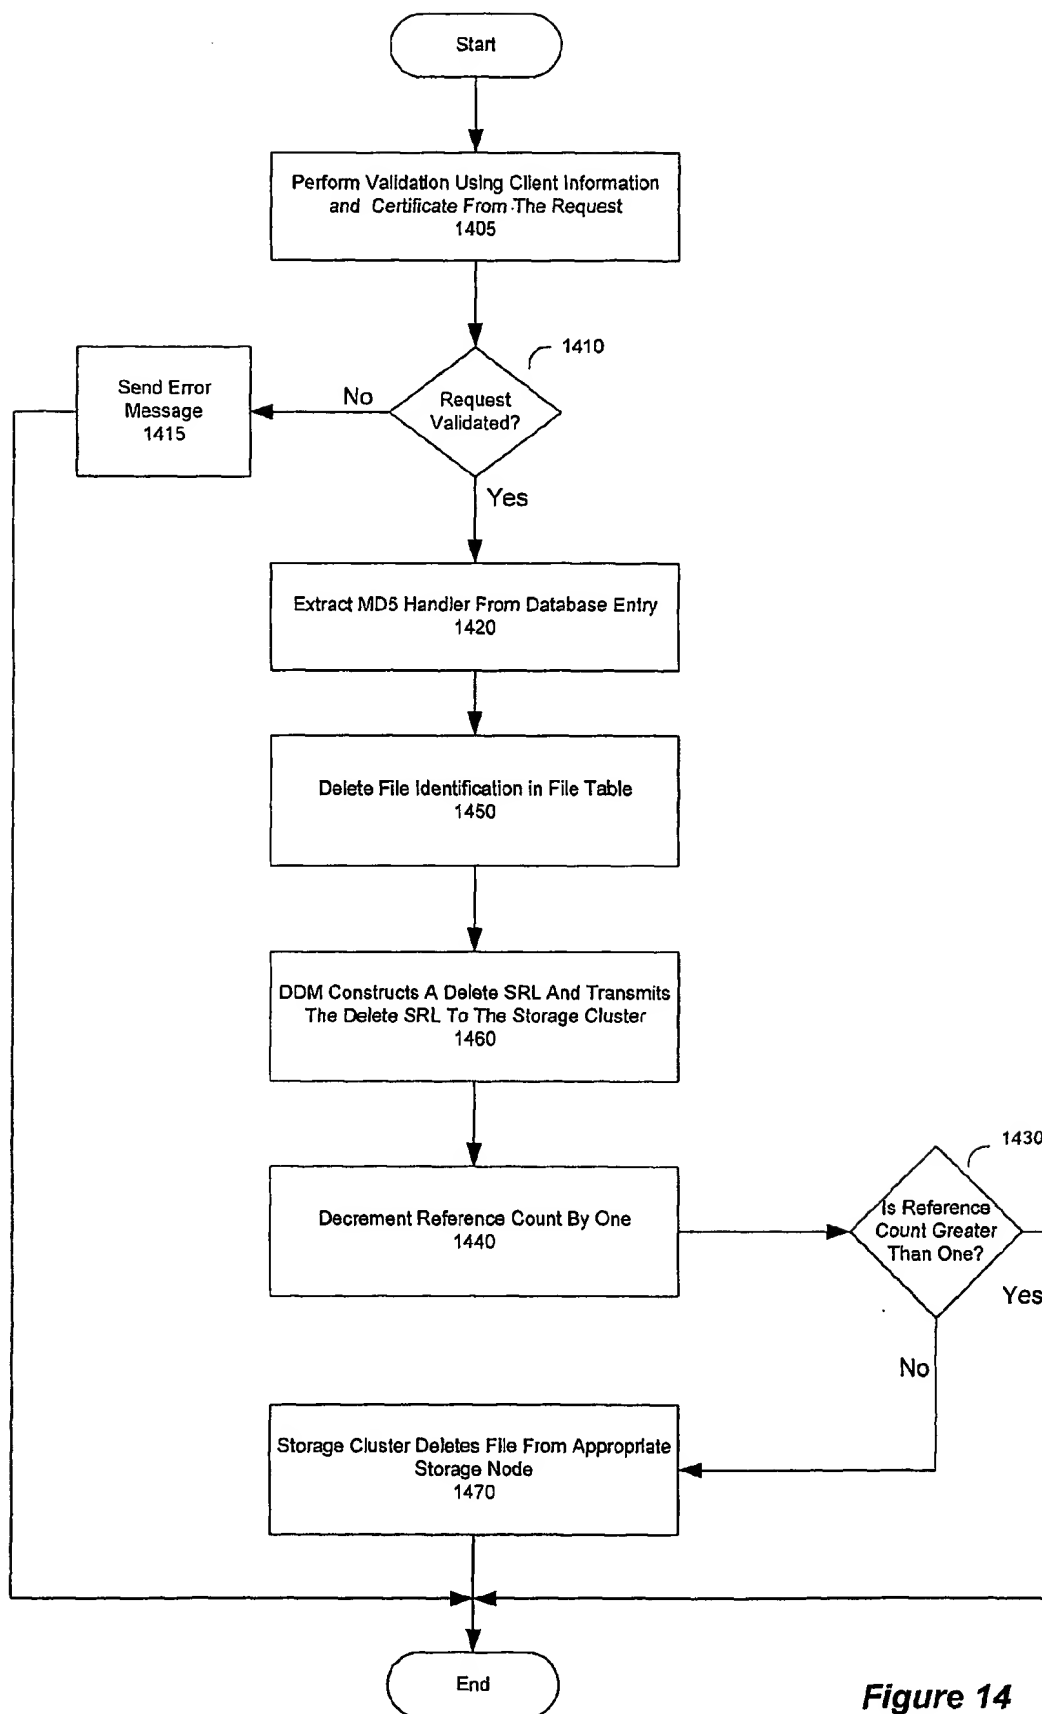 Start
Perform Validation Using Client Information
and Certificate From The Request
1405
1410
Request
Validated?
No
Send Error
Message
1415
Yes
Extract MD5 Handler From Database Entry
1420
Delete File Identification in File Table
1450
DDM Constructs A Delete SRL And Transmits
The Delete SRL To The Storage Cluster
1460
Decrement Reference Count By One
1440
1430
Is Reference
Count Greater
Than One?
Yes
No
Storage Cluster Deletes File From Appropriate
Storage Node
1470
End
Figure 14